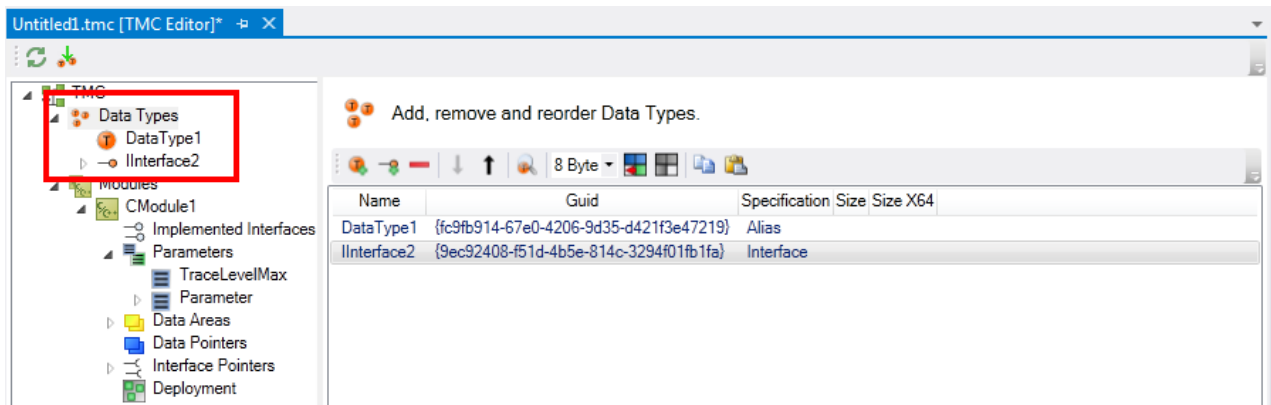 Untitled1.tmc [TMC Editor]*
TMC
Data Types
DataType1
IInterface2
Modules
CModule1
Implemented Interfaces
Parameters
TraceLevelMax
Parameter
Data Areas
Data Pointers
Interface Pointers
Deployment
Add, remove and reorder Data Types.
8 Byte
Name Guid Specification Size Size X64
DataType1 {fc9fb914-67e0-4206-9d35-d421f3e47219} Alias
IInterface2 {9ec92408-f51d-4b5e-814c-3294f01fb1fa} Interface